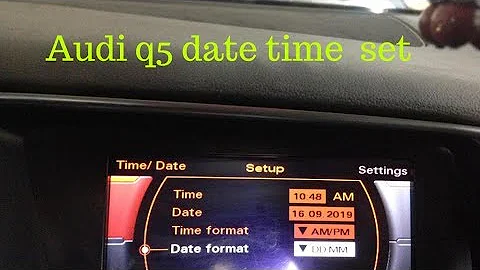 Audi q5 date time set
Time/ Date Setup Settings
Time 10 48 AM
Date 16 09 2019
Time format ▼ AM/PM
Date format ▼ DD.MM.